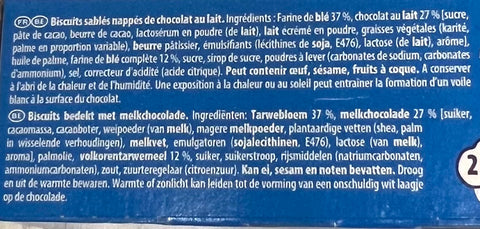 FR BE Biscuits sablés nappés de chocolat au lait. Ingrédients : Farine de blé 37 %, chocolat au lait 27 % [sucre,
pâte de cacao, beurre de cacao, lactosérum en poudre (de lait), lait écrémé en poudre, graisses végétales (karité,
palme en proportion variable), beurre pâtissier, émulsifiants (lécithines de soja, E476), lactose (de lait), arôme],
huile de palme, farine de blé complète 12 %, sucre, sirop de sucre, poudres à lever (carbonates de sodium, carbonates
d'ammonium), sel, correcteur d'acidité (acide citrique). Peut contenir œuf, sésame, fruits à coque. A conserver
à l'abri de la chaleur et de l'humidité. Une exposition à la chaleur ou au soleil peut entraîner la formation d'un voile
blanc à la surface du chocolat.
BE Biscuits bedekt met melkchocolade. Ingrediënten: Tarwebloem 37 %, melkchocolade 27 % [suiker,
cacaomassa, cacaoboter, weipoeder (van melk), magere melkpoeder, plantaardige vetten (shea, palm
in wisselende verhoudingen), melkvet, emulgatoren (sojalecithinen, E476), lactose (van melk),
aroma], palmolie, volkorentarwemeel 12 %, suiker, suikerstroop, rijsmiddelen (natriumcarbonaten,
ammoniumcarbonaten), zout, zuurteregelaar (citroenzuur). Kan ei, sesam en noten bevatten. Droog
en uit de warmte bewaren. Warmte of zonlicht kan leiden tot de vorming van een onschuldig wit laagje
op de chocolade.
2